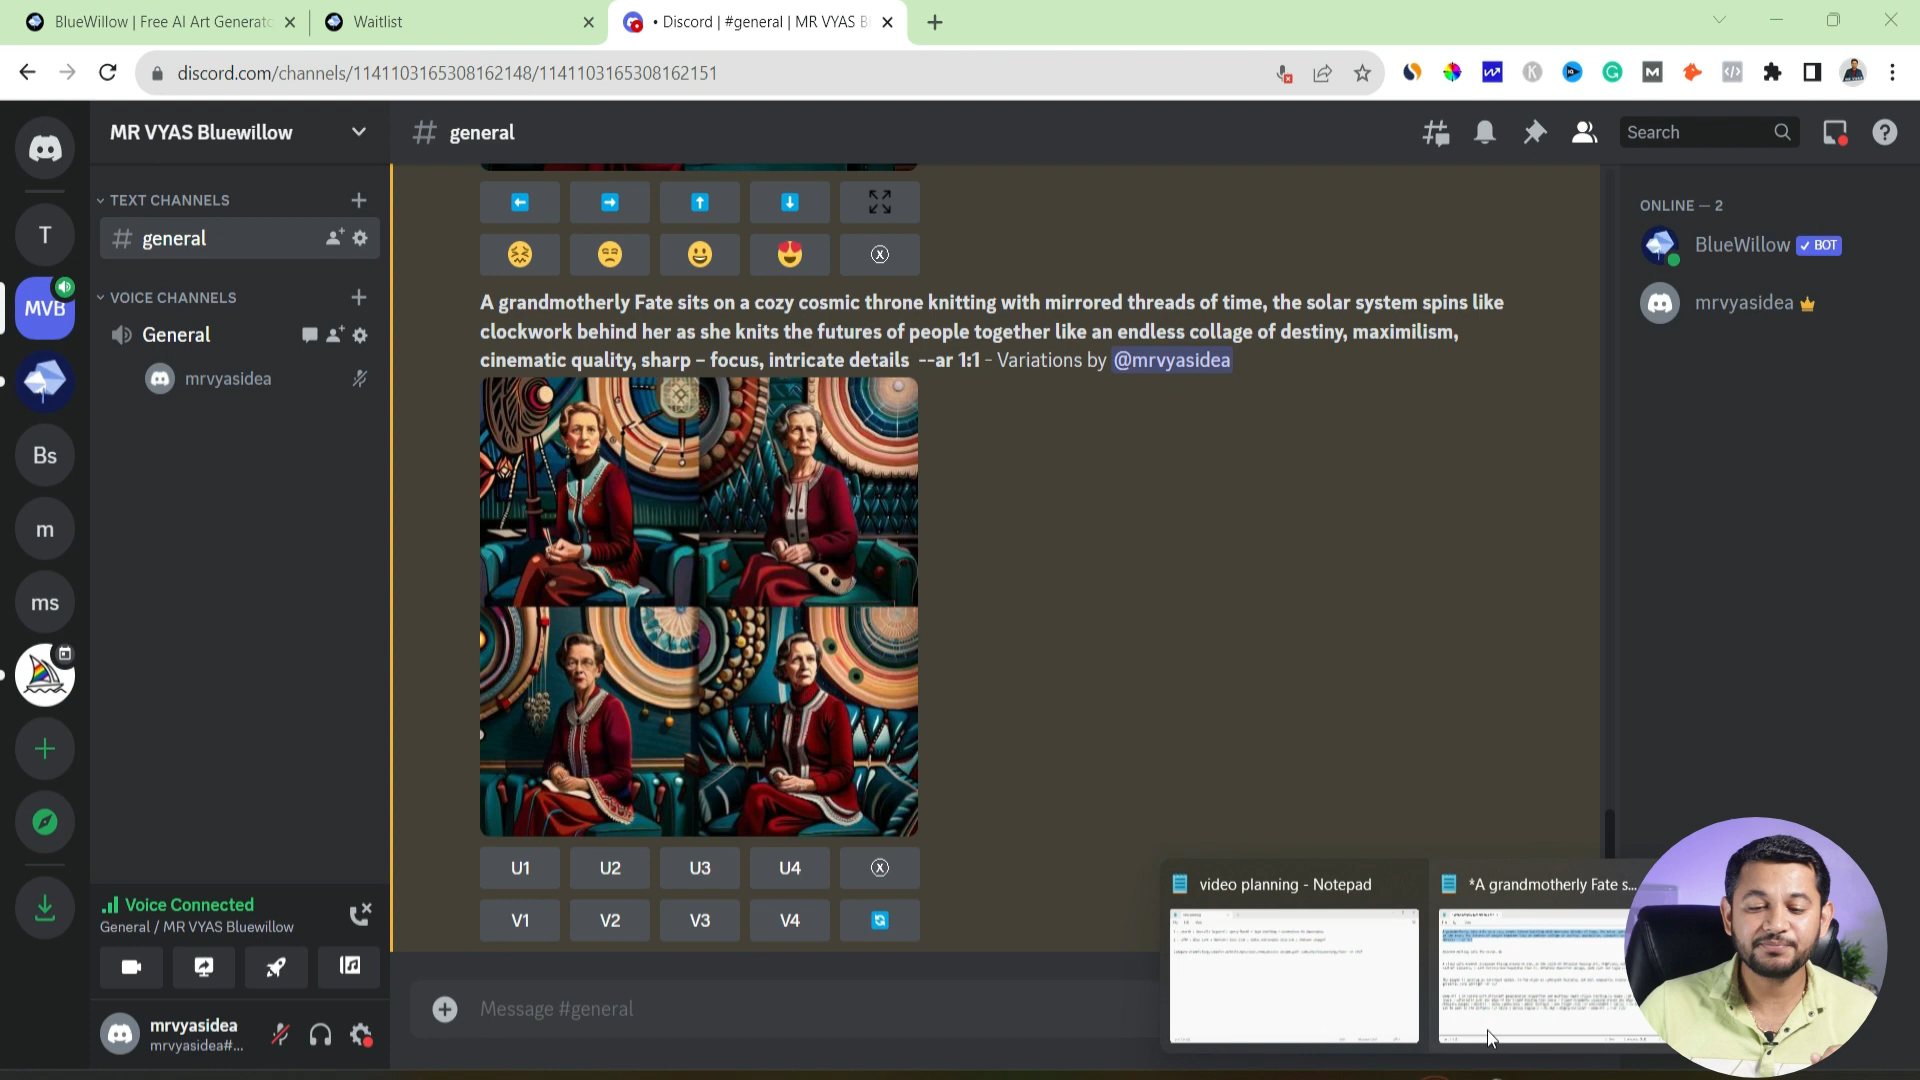 BlueWillow | Free AI Art Generato
Waitlist
• Discord | #general | MR VYAS B
discord.com/channels/1141103165308162148/1141103165308162151
MR VYAS Bluewillow
general
Search
TEXT CHANNELS
general
VOICE CHANNELS
General
mrvyasidea
T
MVB
Bs
m
ms
ONLINE — 2
BlueWillow BOT
mrvyasidea
A grandmotherly Fate sits on a cozy cosmic throne knitting with mirrored threads of time, the solar system spins like
clockwork behind her as she knits the futures of people together like an endless collage of destiny, maximilism,
cinematic quality, sharp – focus, intricate details --ar 1:1 - Variations by @mrvyasidea
U1 U2 U3 U4
V1 V2 V3 V4
Voice Connected
General / MR VYAS Bluewillow
mrvyasidea
mrvyasidea#...
Message #general
video planning - Notepad
*A grandmotherly Fate s...